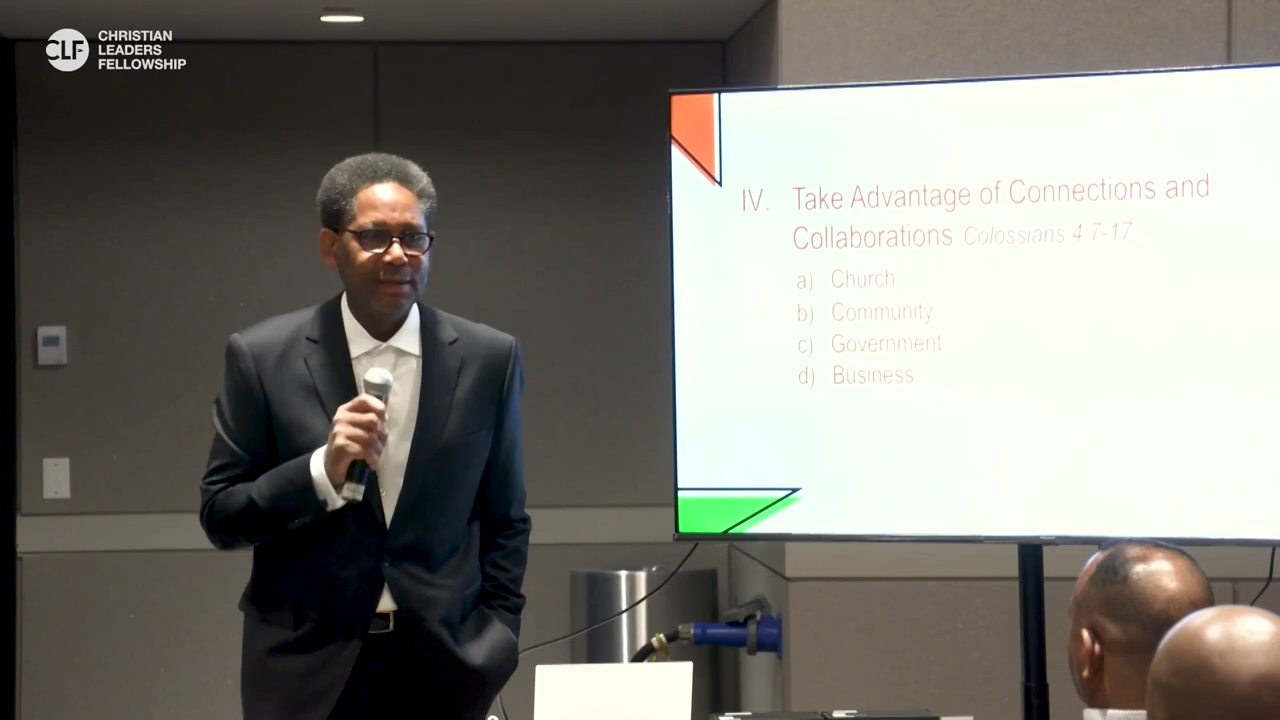 CLF
CHRISTIAN
LEADERS
FELLOWSHIP
IV. Take Advantage of Connections and
Collaborations Colossians 4:7-17
a) Church
b) Community
c) Government
d) Business